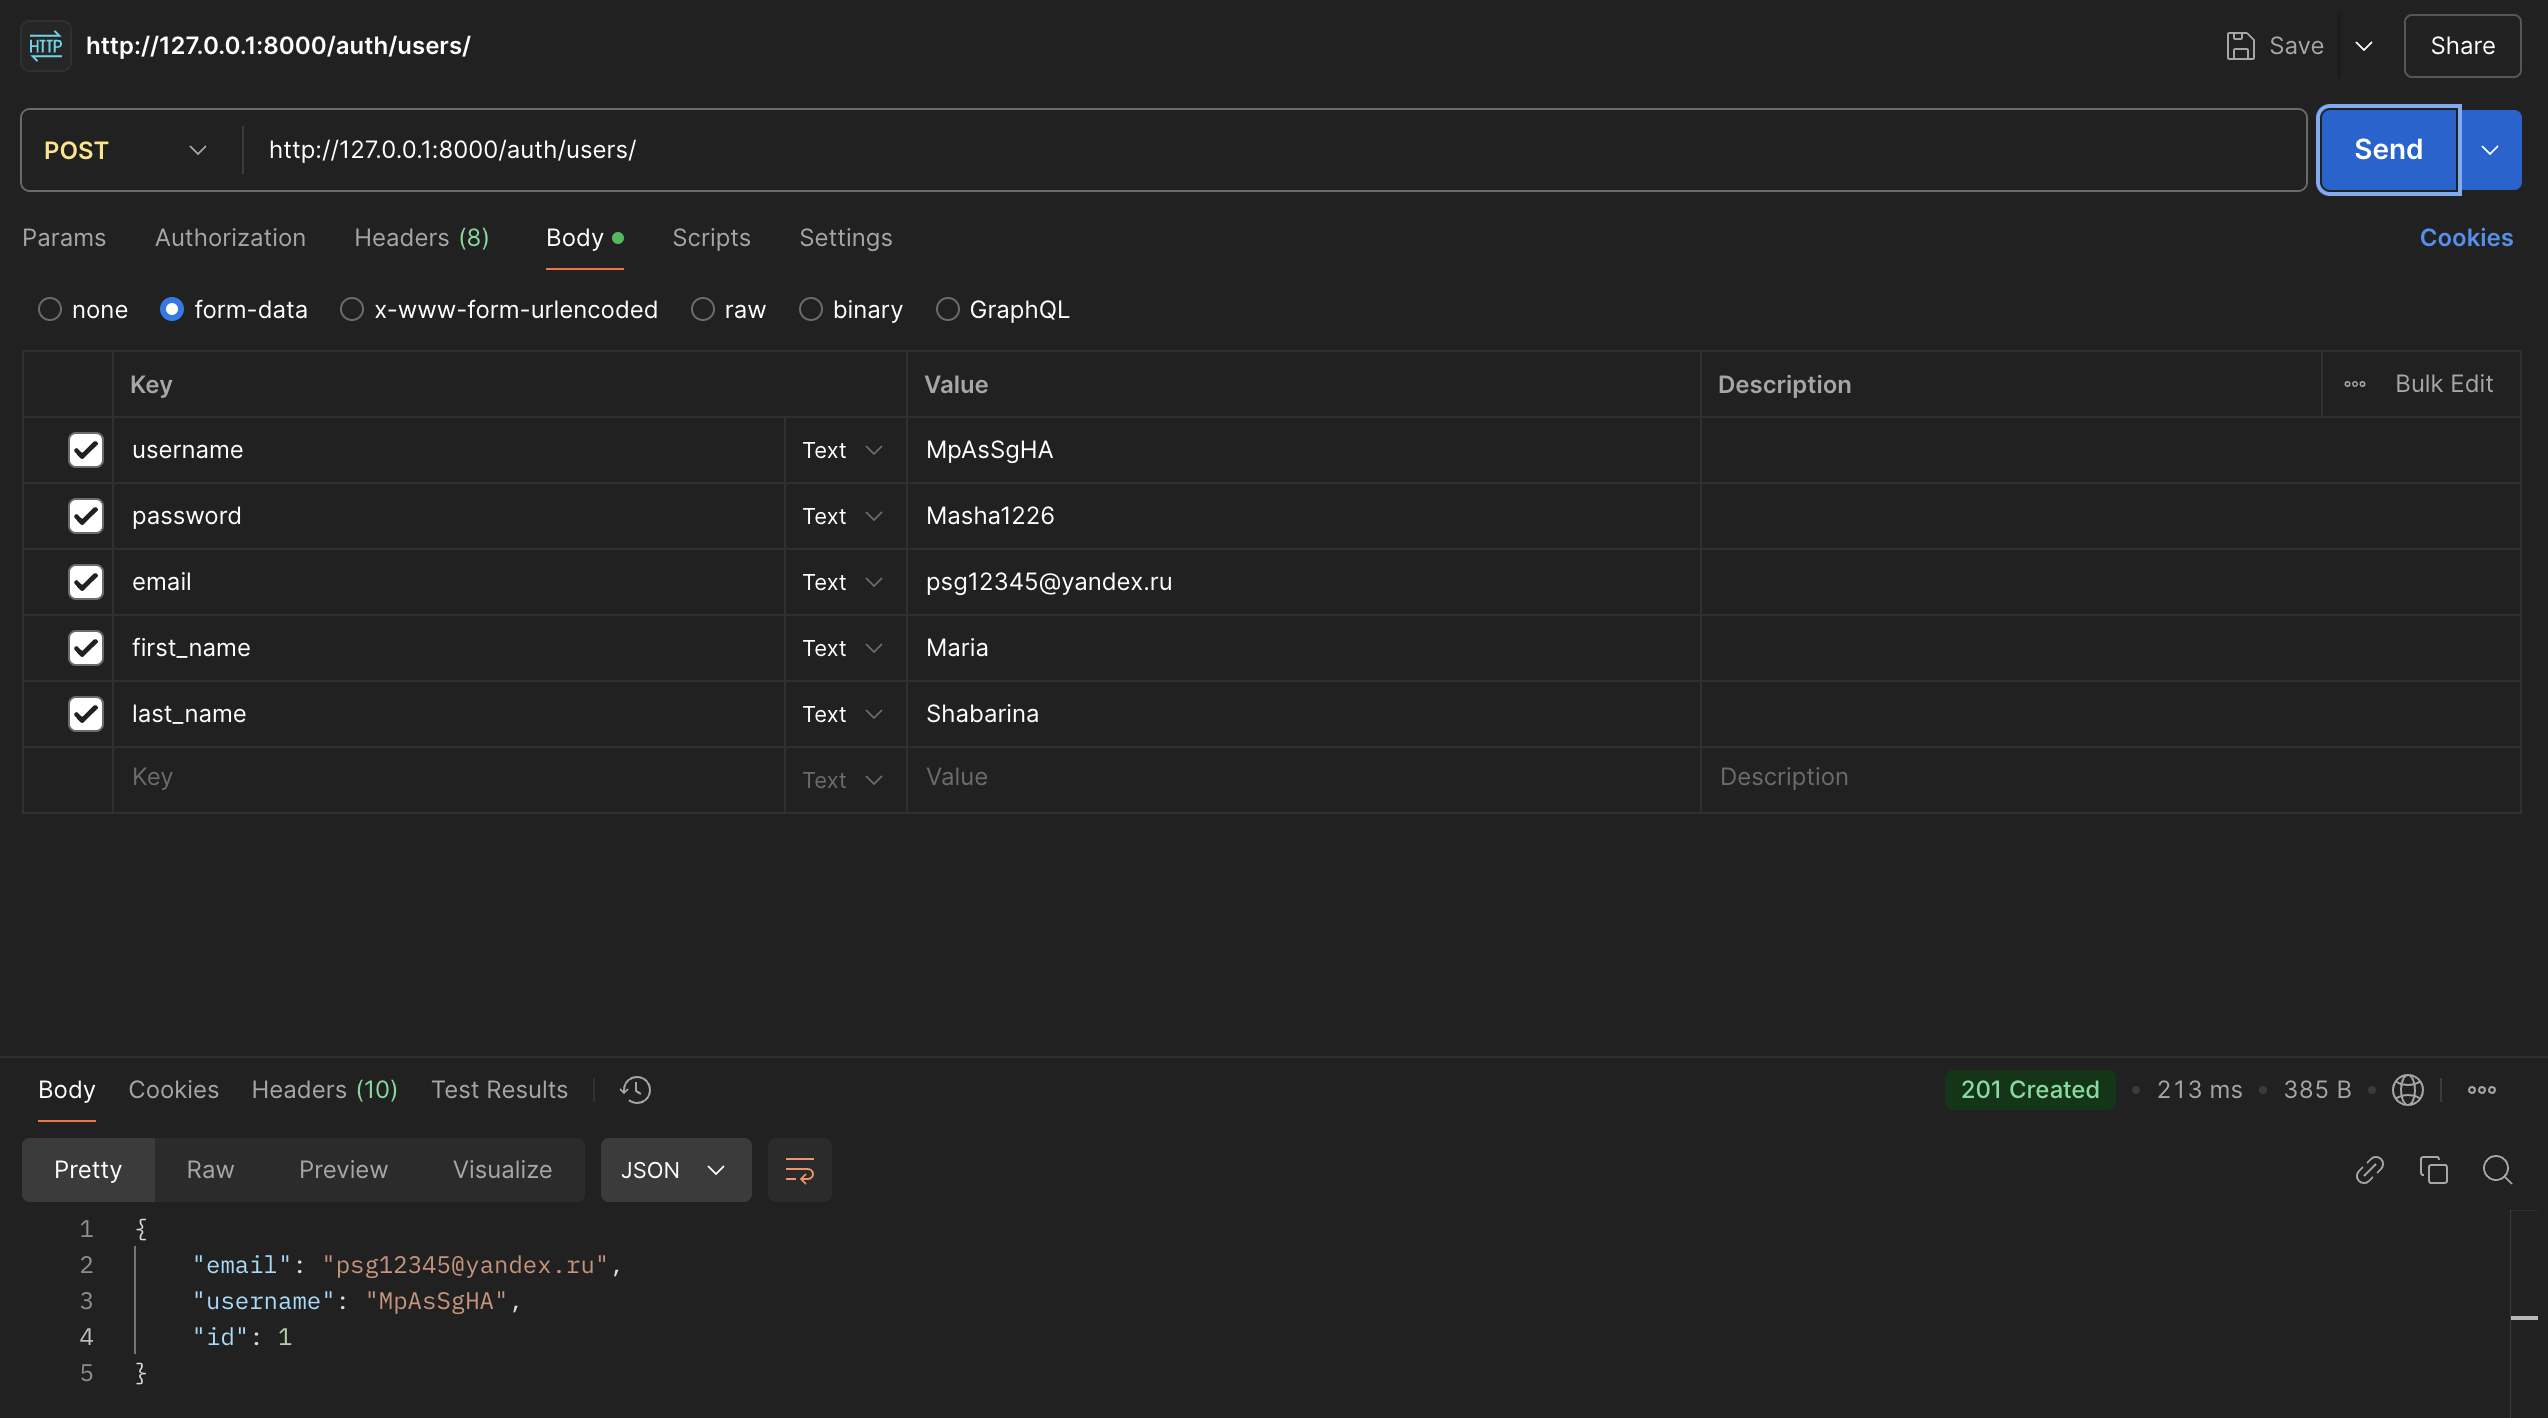 HTTP http://127.0.0.1:8000/auth/users/ Save Share
POST http://127.0.0.1:8000/auth/users/ Send
Params Authorization Headers (8) Body Scripts Settings Cookies
none form-data x-www-form-urlencoded raw binary GraphQL
Key Value Description Bulk Edit
username Text MpAsSgHA
password Text Masha1226
email Text psg12345@yandex.ru
first_name Text Maria
last_name Text Shabarina
Key Text Value Description
Body Cookies Headers (10) Test Results 201 Created 213 ms 385 B
Pretty Raw Preview Visualize JSON
1 {
2 "email": "psg12345@yandex.ru",
3 "username": "MpAsSgHA",
4 "id": 1
5 }